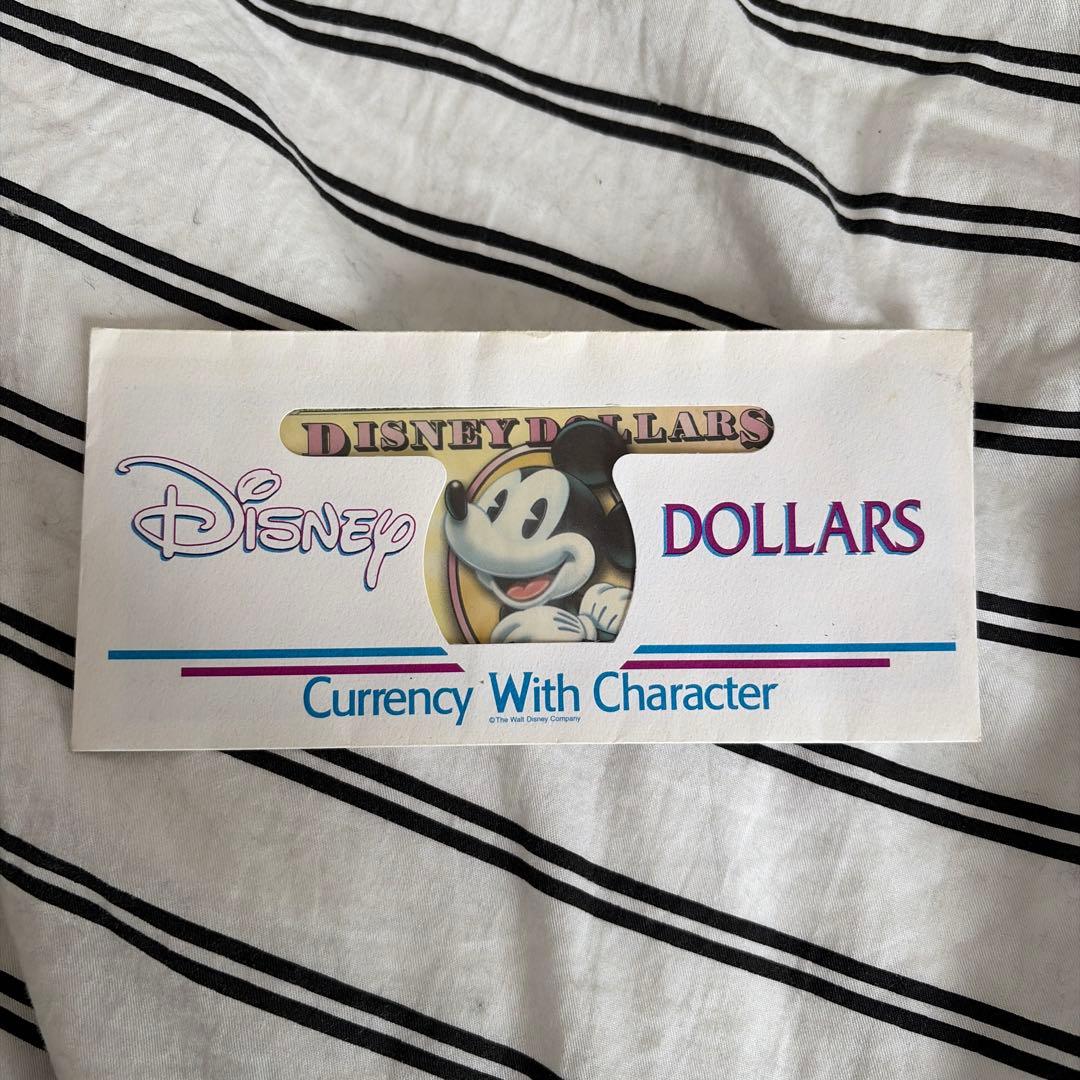 DISNEY DOLLARS
Disney DOLLARS
Currency With Character
©The Walt Disney Company